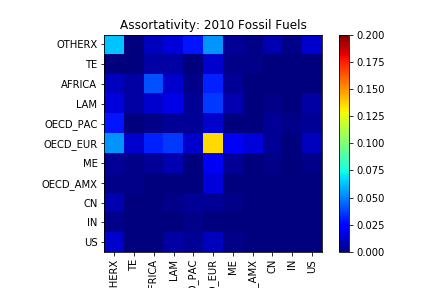 Assortativity: 2010 Fossil Fuels
OTHERX
TE
AFRICA
LAM
OECD_PAC
OECD_EUR
ME
OECD_AMX
CN
IN
US
0.200
0.175
0.150
0.125
0.100
0.075
0.050
0.025
0.000
HERX
TE
FRICA
LAM
D_PAC
D_EUR
ME
_AMX
CN
IN
US